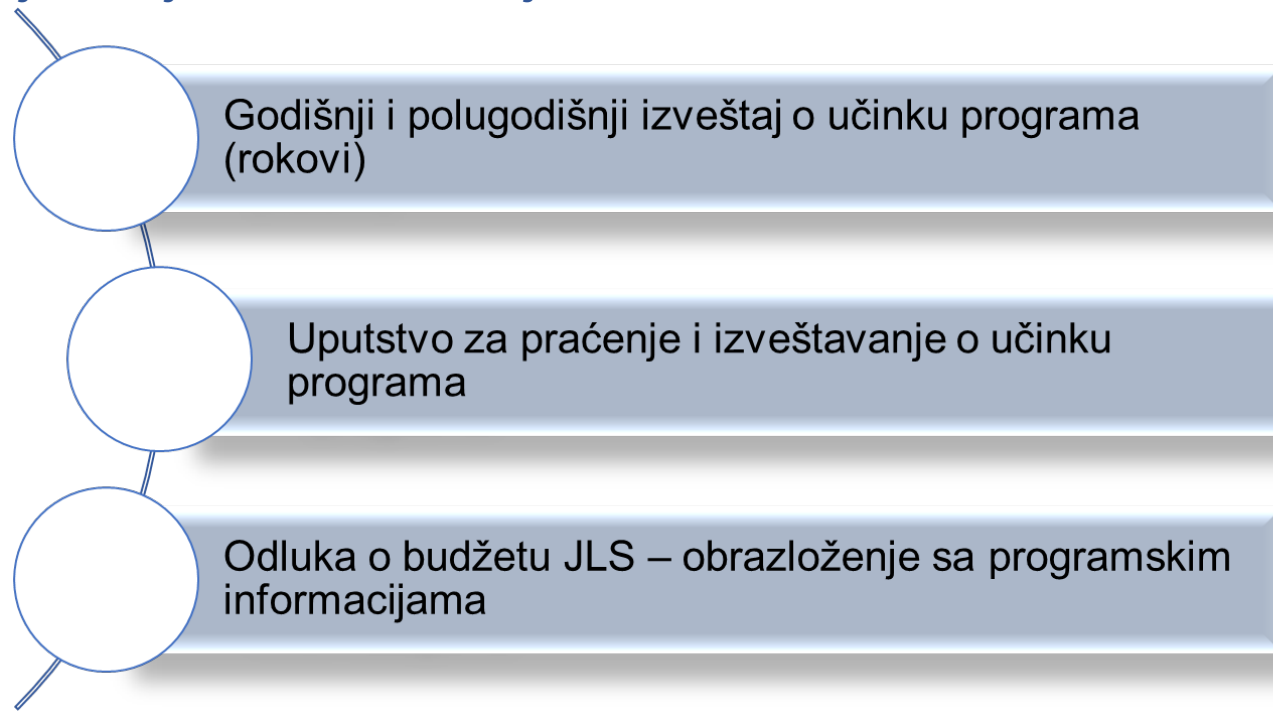 Godišnji i polugodišnji izveštaj o učinku programa
(rokovi)
Uputstvo za praćenje i izveštavanje o učinku
programa
Odluka o budžetu JLS – obrazloženje sa programskim
informacijama